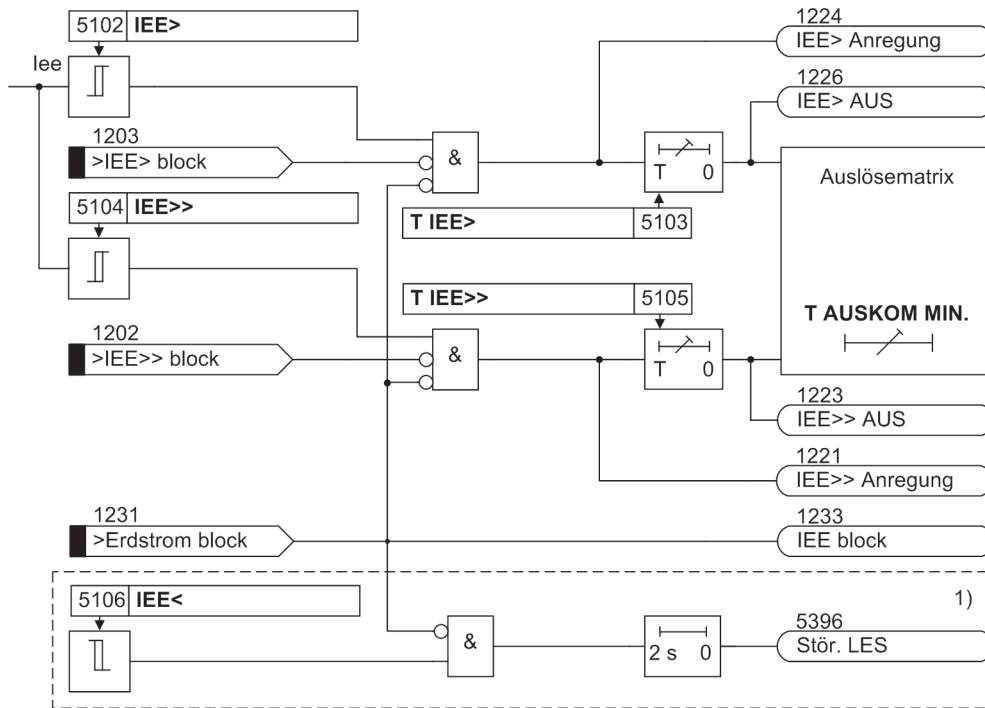 5102 IEE>
1224
IEE> Anregung
Iee
1226
IEE> AUS
1203
>IEE> block
&
T 0
Auslösematrix
5104 IEE>>
T IEE> 5103
T IEE>> 5105
T AUSKOM MIN.
1202
>IEE>> block
&
T 0
1223
IEE>> AUS
1221
IEE>> Anregung
1231
>Erdstrom block
1233
IEE block
5106 IEE<
1)
&
2 s 0
5396
Stör. LES